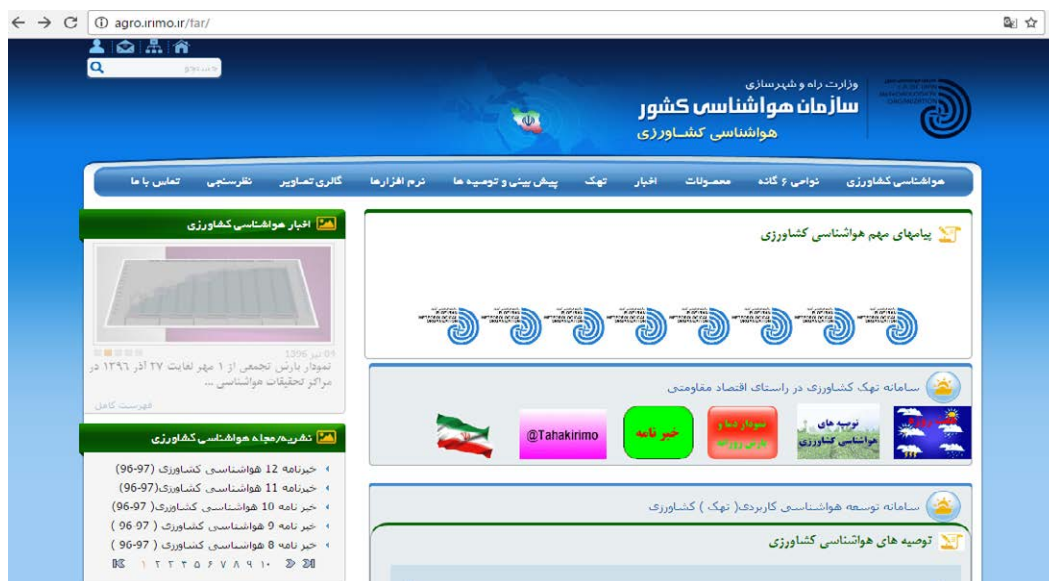 agro.irimo.ir/far/
وزارت راه و شهرسازی
سازمان هواشناسی کشور
هواشناسی کشاورزی
هواشناسی کشاورزی نواحی ۶ گانه محصولات اخبار تهک پیش بینی و توصیه ها نرم افزارها گالری تصاویر نظرسنجی تماس با ما
پیامهای مهم هواشناسی کشاورزی
سامانه تهک کشاورزی در راستای اقتصاد مقاومتی
توصیه های
هواشناسی کشاورزی
نمودار دما و
بارش روزانه
خبر نامه
@Tahakirimo
سامانه توسعه هواشناسی کاربردی( تهک ) کشاورزی
توصیه های هواشناسی کشاورزی
اخبار هواشناسی کشاورزی
تیر 1396
نمودار بارش تجمعی از ۱ مهر لغایت ۲۷ آذر ۱۳۹۶ در
مراکز تحقیقات هواشناسی ...
فهرست کامل
نشریه/مجله هواشناسی کشاورزی
خبرنامه 12 هواشناسی کشاورزی (97-96)
خبرنامه 11 هواشناسی کشاورزی(97-96)
خبر نامه 10 هواشناسی کشاورزی( 97-96)
خبر نامه 9 هواشناسی کشاورزی ( 97-96 )
خبر نامه 8 هواشناسی کشاورزی ( 97-96 )
۱ ۲ ۳ ۴ ۵ ۶ ۷ ۸ ۹ ۱۰